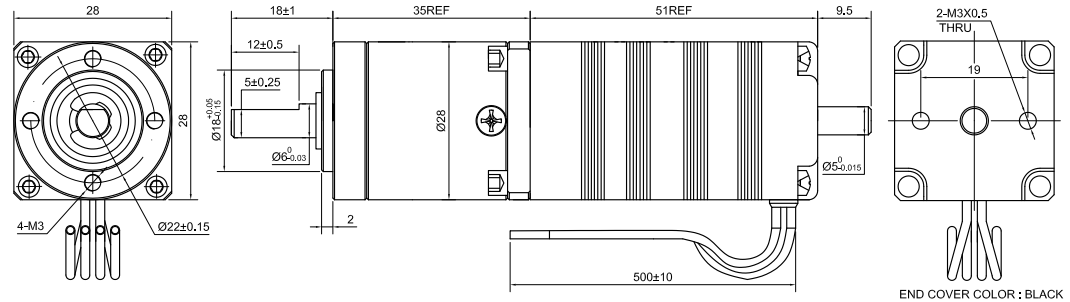 28
18±1
35REF
51REF
9.5
2-M3X0.5
THRU
12±0.5
19
5±0.25
Ø18+0.05-0.15
28
Ø28
Ø6 0-0.03
Ø5 0-0.015
4-M3
Ø22±0.15
2
500±10
END COVER COLOR : BLACK